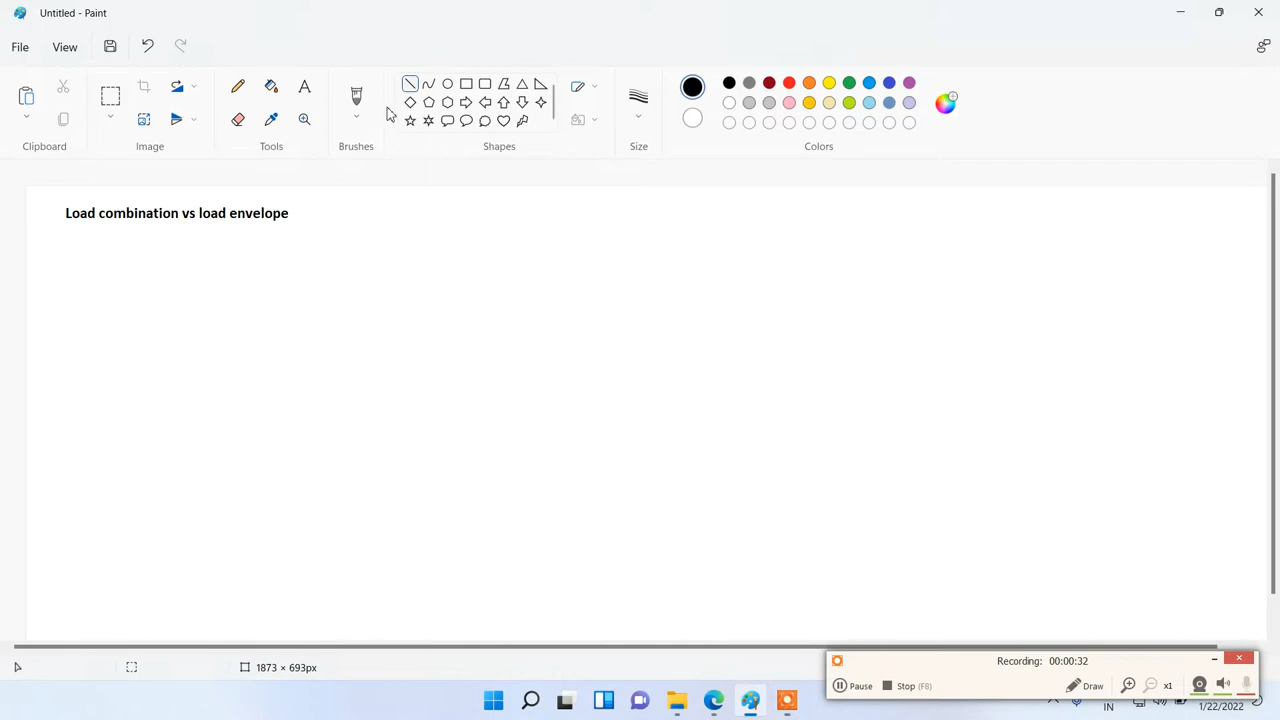 Untitled - Paint
File View
Clipboard Image Tools Brushes Shapes Size Colors
Load combination vs load envelope
1873 × 693px
Recording: 00:00:32
Pause Stop (F8) Draw x1
IN 1/22/2022